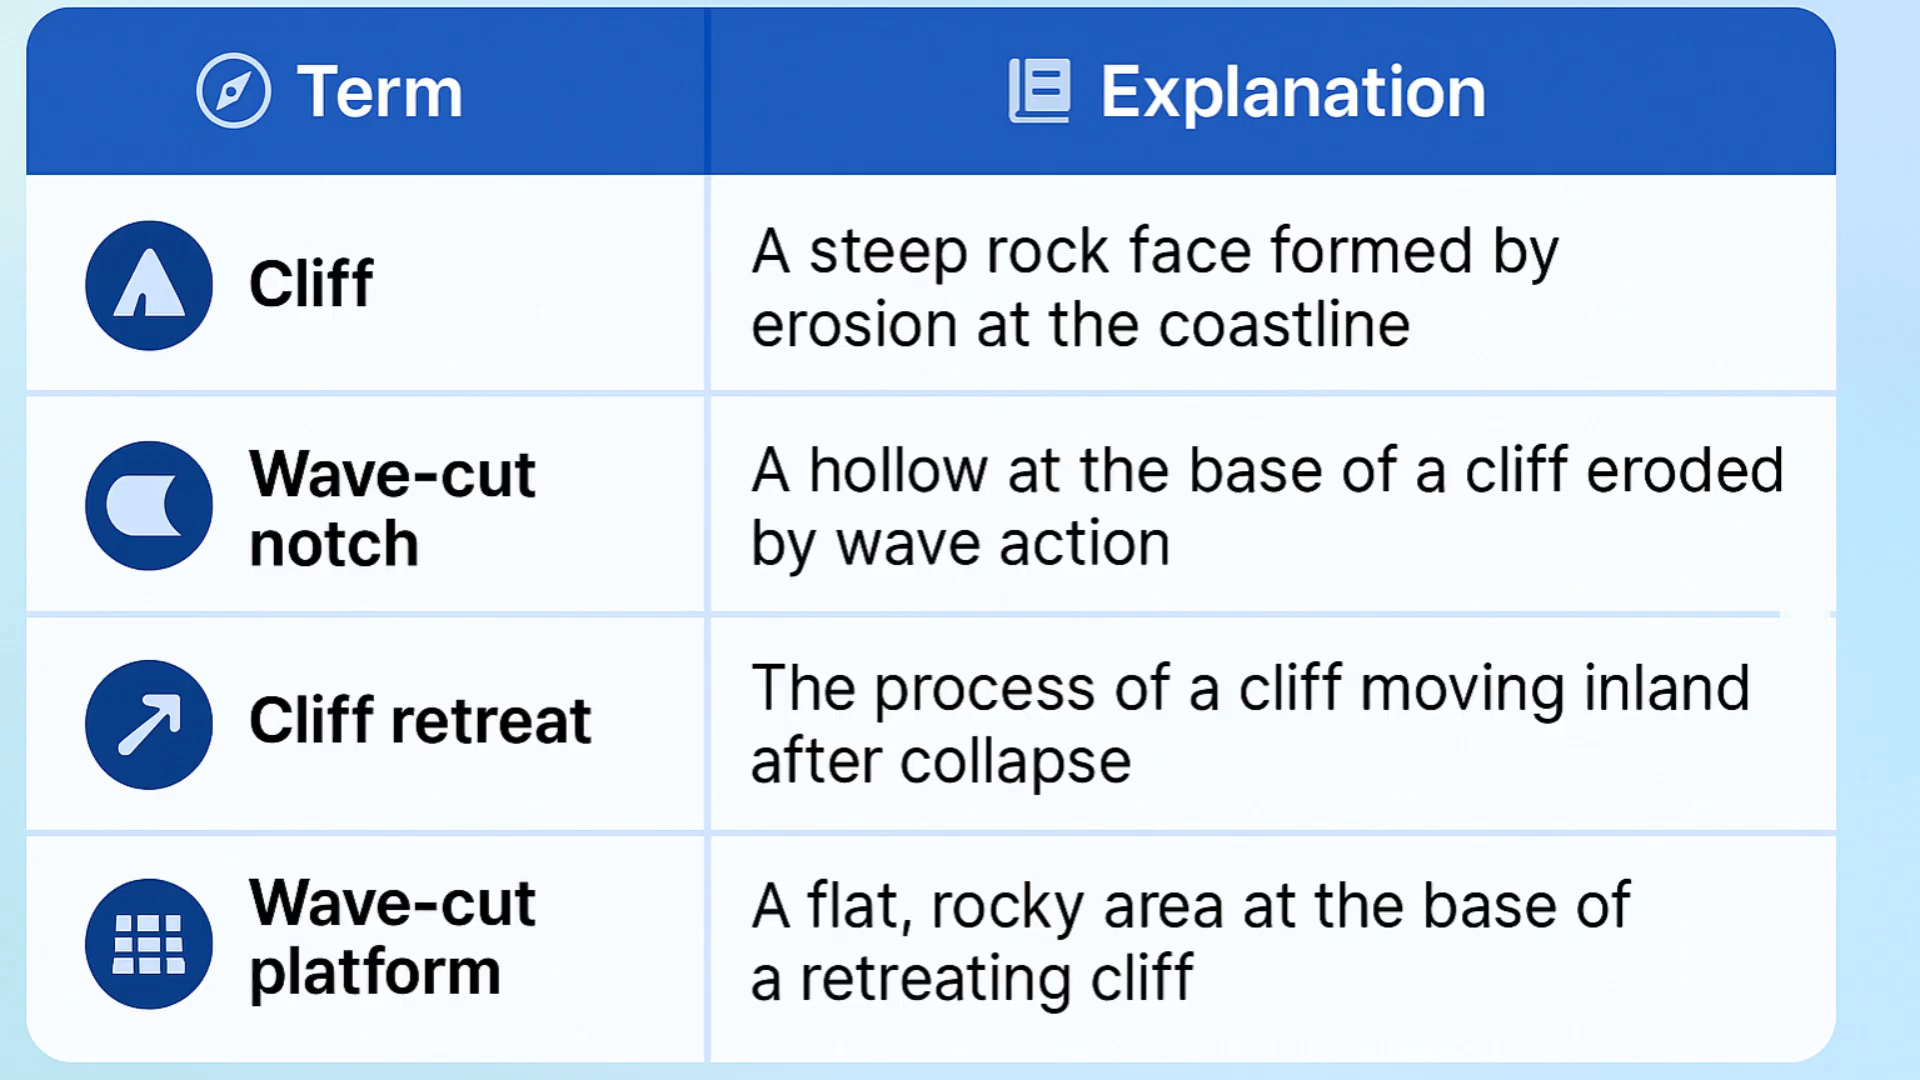 Term
Explanation
Cliff
A steep rock face formed by
erosion at the coastline
Wave-cut
notch
A hollow at the base of a cliff eroded
by wave action
Cliff retreat
The process of a cliff moving inland
after collapse
Wave-cut
platform
A flat, rocky area at the base of
a retreating cliff